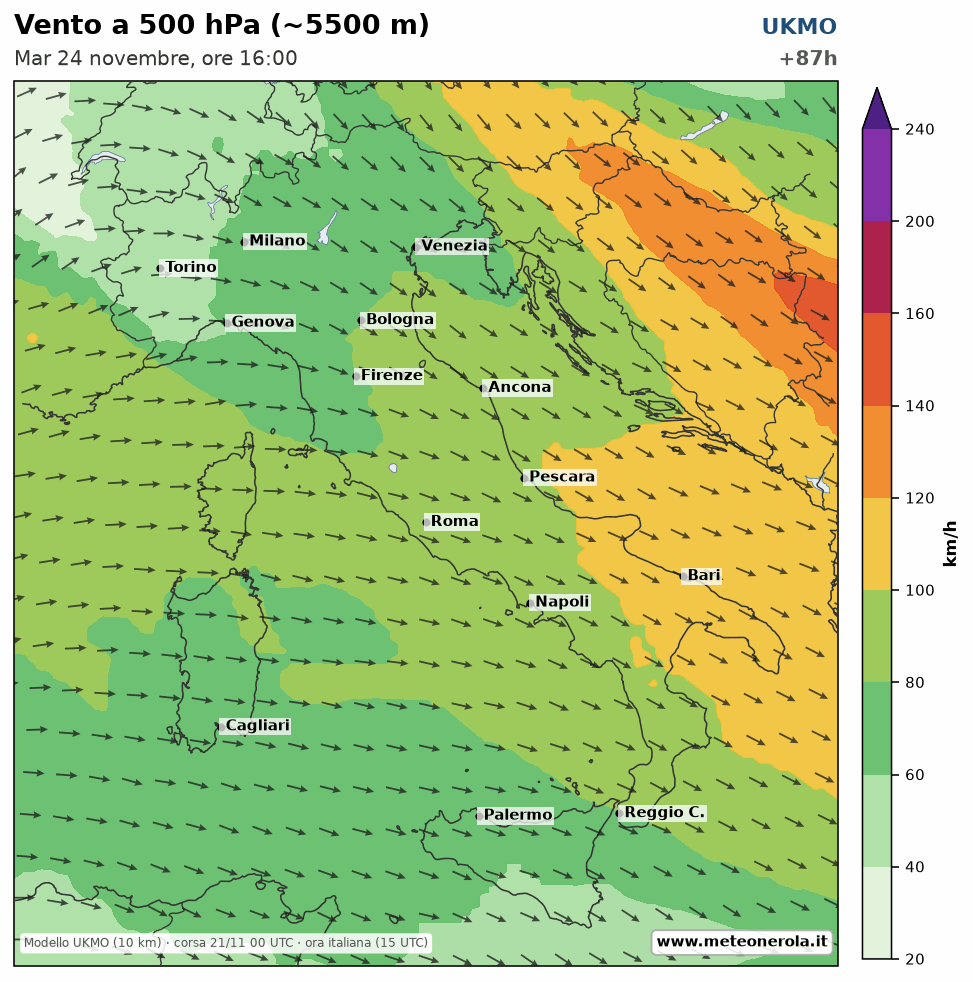 Vento a 500 hPa (~5500 m)
UKMO
Mar 24 novembre, ore 16:00
+87h
Milano
Venezia
Torino
Genova
Bologna
Firenze
Ancona
Pescara
Roma
Bari
Napoli
Cagliari
Palermo
Reggio C.
Modello UKMO (10 km) · corsa 21/11 00 UTC · ora italiana (15 UTC)
www.meteonerola.it
240
200
160
140
120
100
80
60
40
20
km/h